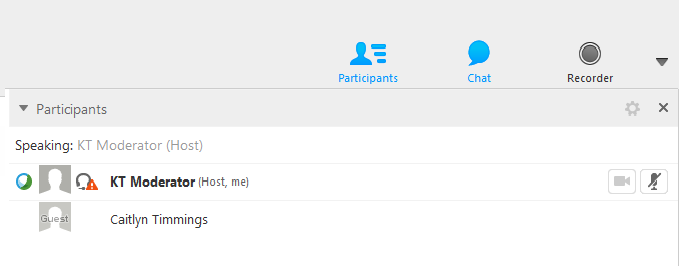 Participants Chat Recorder
Participants
Speaking: KT Moderator (Host)
KT Moderator (Host, me)
Guest Caitlyn Timmings